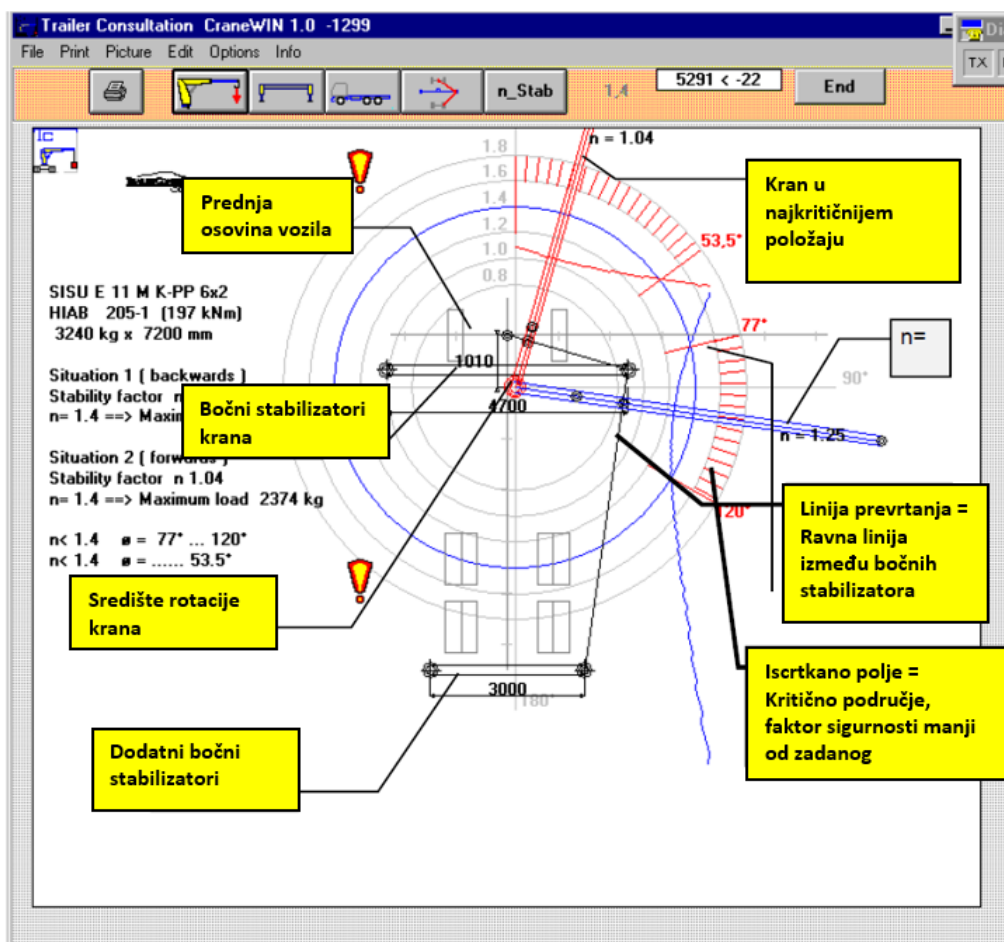 Trailer Consultation CraneWIN 1.0 -1299
File Print Picture Edit Options Info
n_Stab
1,4
5291 < -22
End
TX
Ic
n = 1.04
1.8
1.6
1.4
1.2
1.0
0.8
Prednja
osovina vozila
Kran u
najkritičnijem
položaju
53,5°
77°
90°
120°
180°
n=
n = 1.25
SISU E 11 M K-PP 6x2
HIAB 205-1 (197 kNm)
3240 kg x 7200 mm
Situation 1 ( backwards )
Stability factor n
n= 1.4 ==>
1010
4700
Bočni stabilizatori
krana
Situation 2 ( forwards )
Stability factor n 1.04
n= 1.4 ==> Maximum load 2374 kg
n< 1.4 ø = 77° ... 120°
n< 1.4 ø = ...... 53.5°
Linija prevrtanja =
Ravna linija
između bočnih
stabilizatora
Središte rotacije
krana
3000
Iscrtkano polje =
Kritično područje,
faktor sigurnosti manji
od zadanog
Dodatni bočni
stabilizatori